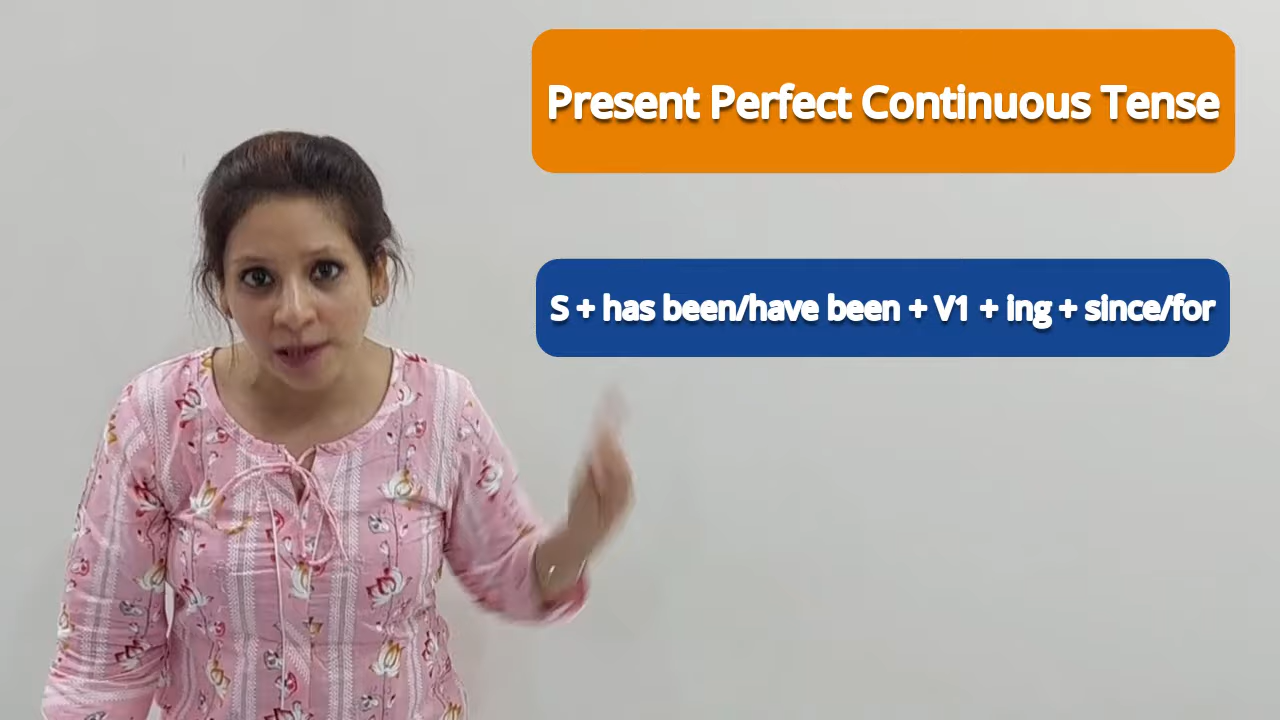 Present Perfect Continuous Tense
S + has been/have been + V1 + ing + since/for